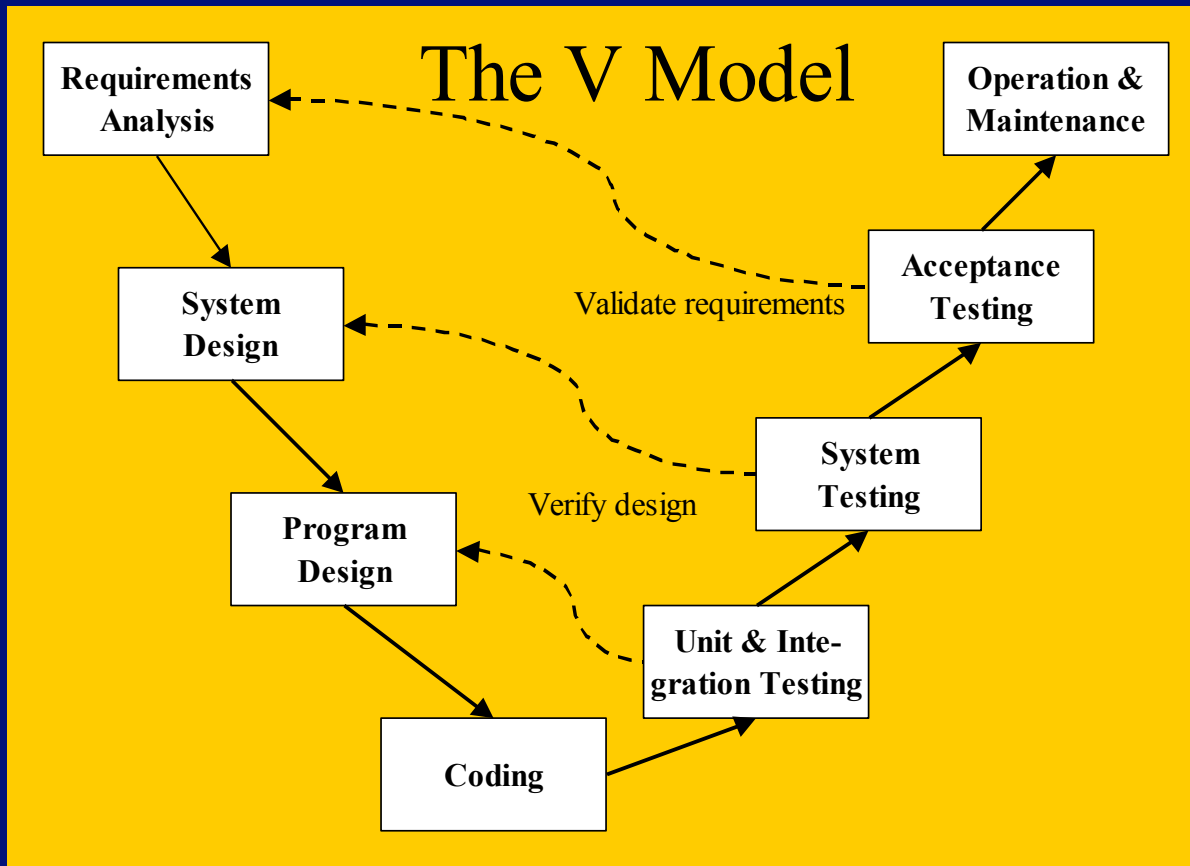 The V Model
Requirements
Analysis
Operation &
Maintenance
Acceptance
Testing
Validate requirements
System
Design
System
Testing
Verify design
Program
Design
Unit & Inte-
gration Testing
Coding